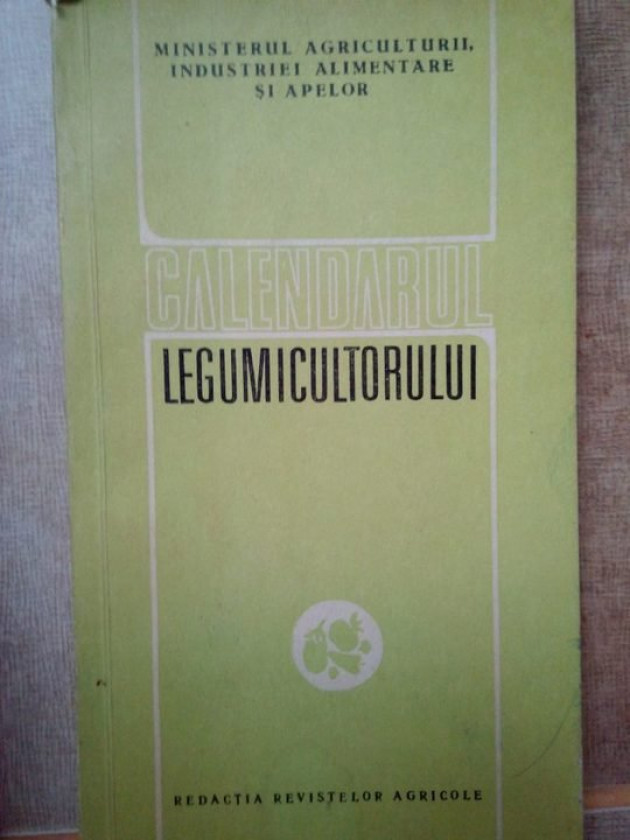 MINISTERUL AGRICULTURII,
INDUSTRIEI ALIMENTARE
ȘI APELOR
CALENDARUL
LEGUMICULTORULUI
REDACȚIA REVISTELOR AGRICOLE